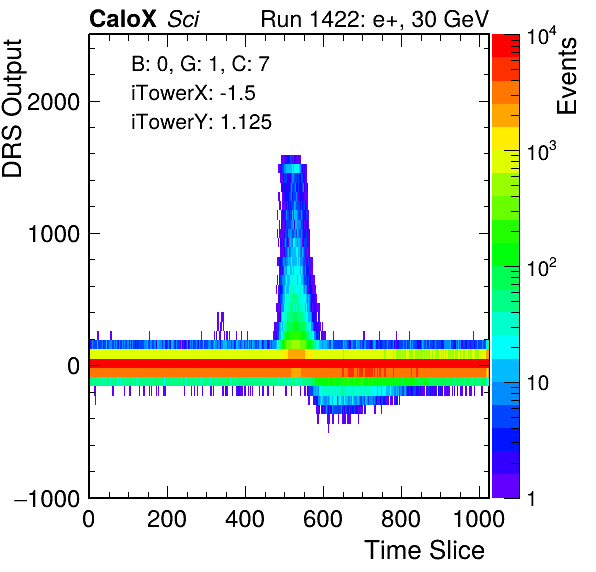 CaloX Sci Run 1422: e+, 30 GeV
B: 0, G: 1, C: 7
iTowerX: -1.5
iTowerY: 1.125
DRS Output
2000
1000
0
−1000
0 200 400 600 800 1000
Time Slice
Events
10^4
10^3
10^2
10
1